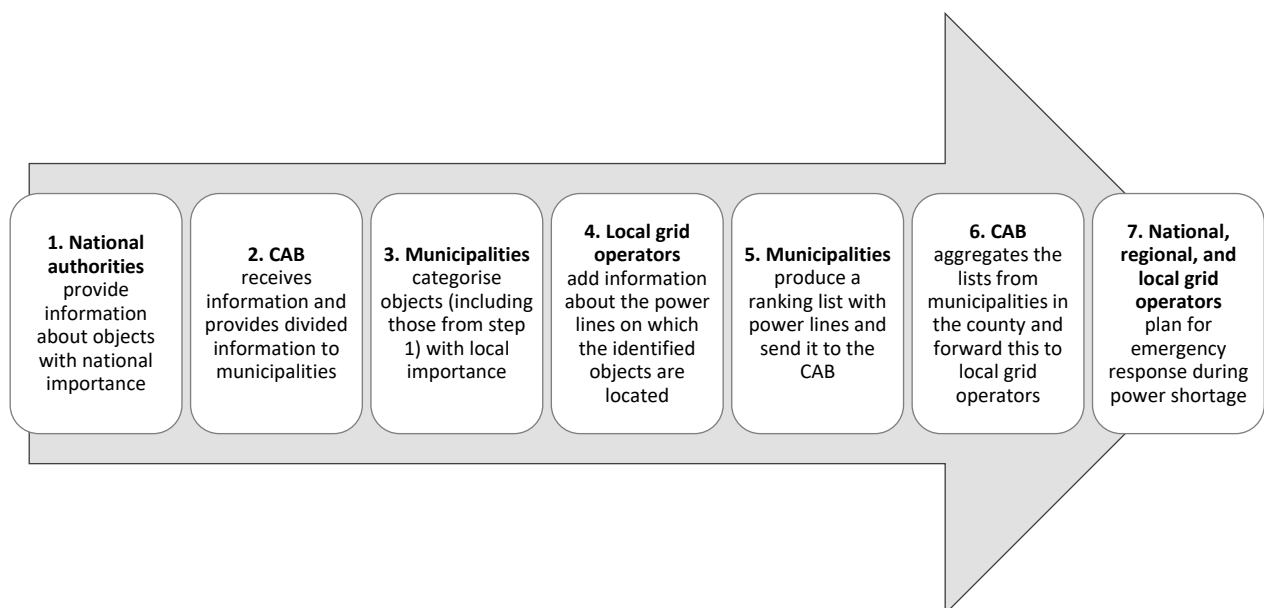 1. National
authorities
provide
information
about objects
with national
importance
2. CAB
receives
information and
provides divided
information to
municipalities
3. Municipalities
categorise
objects (including
those from step
1) with local
importance
4. Local grid
operators
add information
about the power
lines on which
the identified
objects are
located
5. Municipalities
produce a
ranking list with
power lines and
send it to the
CAB
6. CAB
aggregates the
lists from
municipalities in
the county and
forward this to
local grid
operators
7. National,
regional, and
local grid
operators
plan for
emergency
response during
power shortage